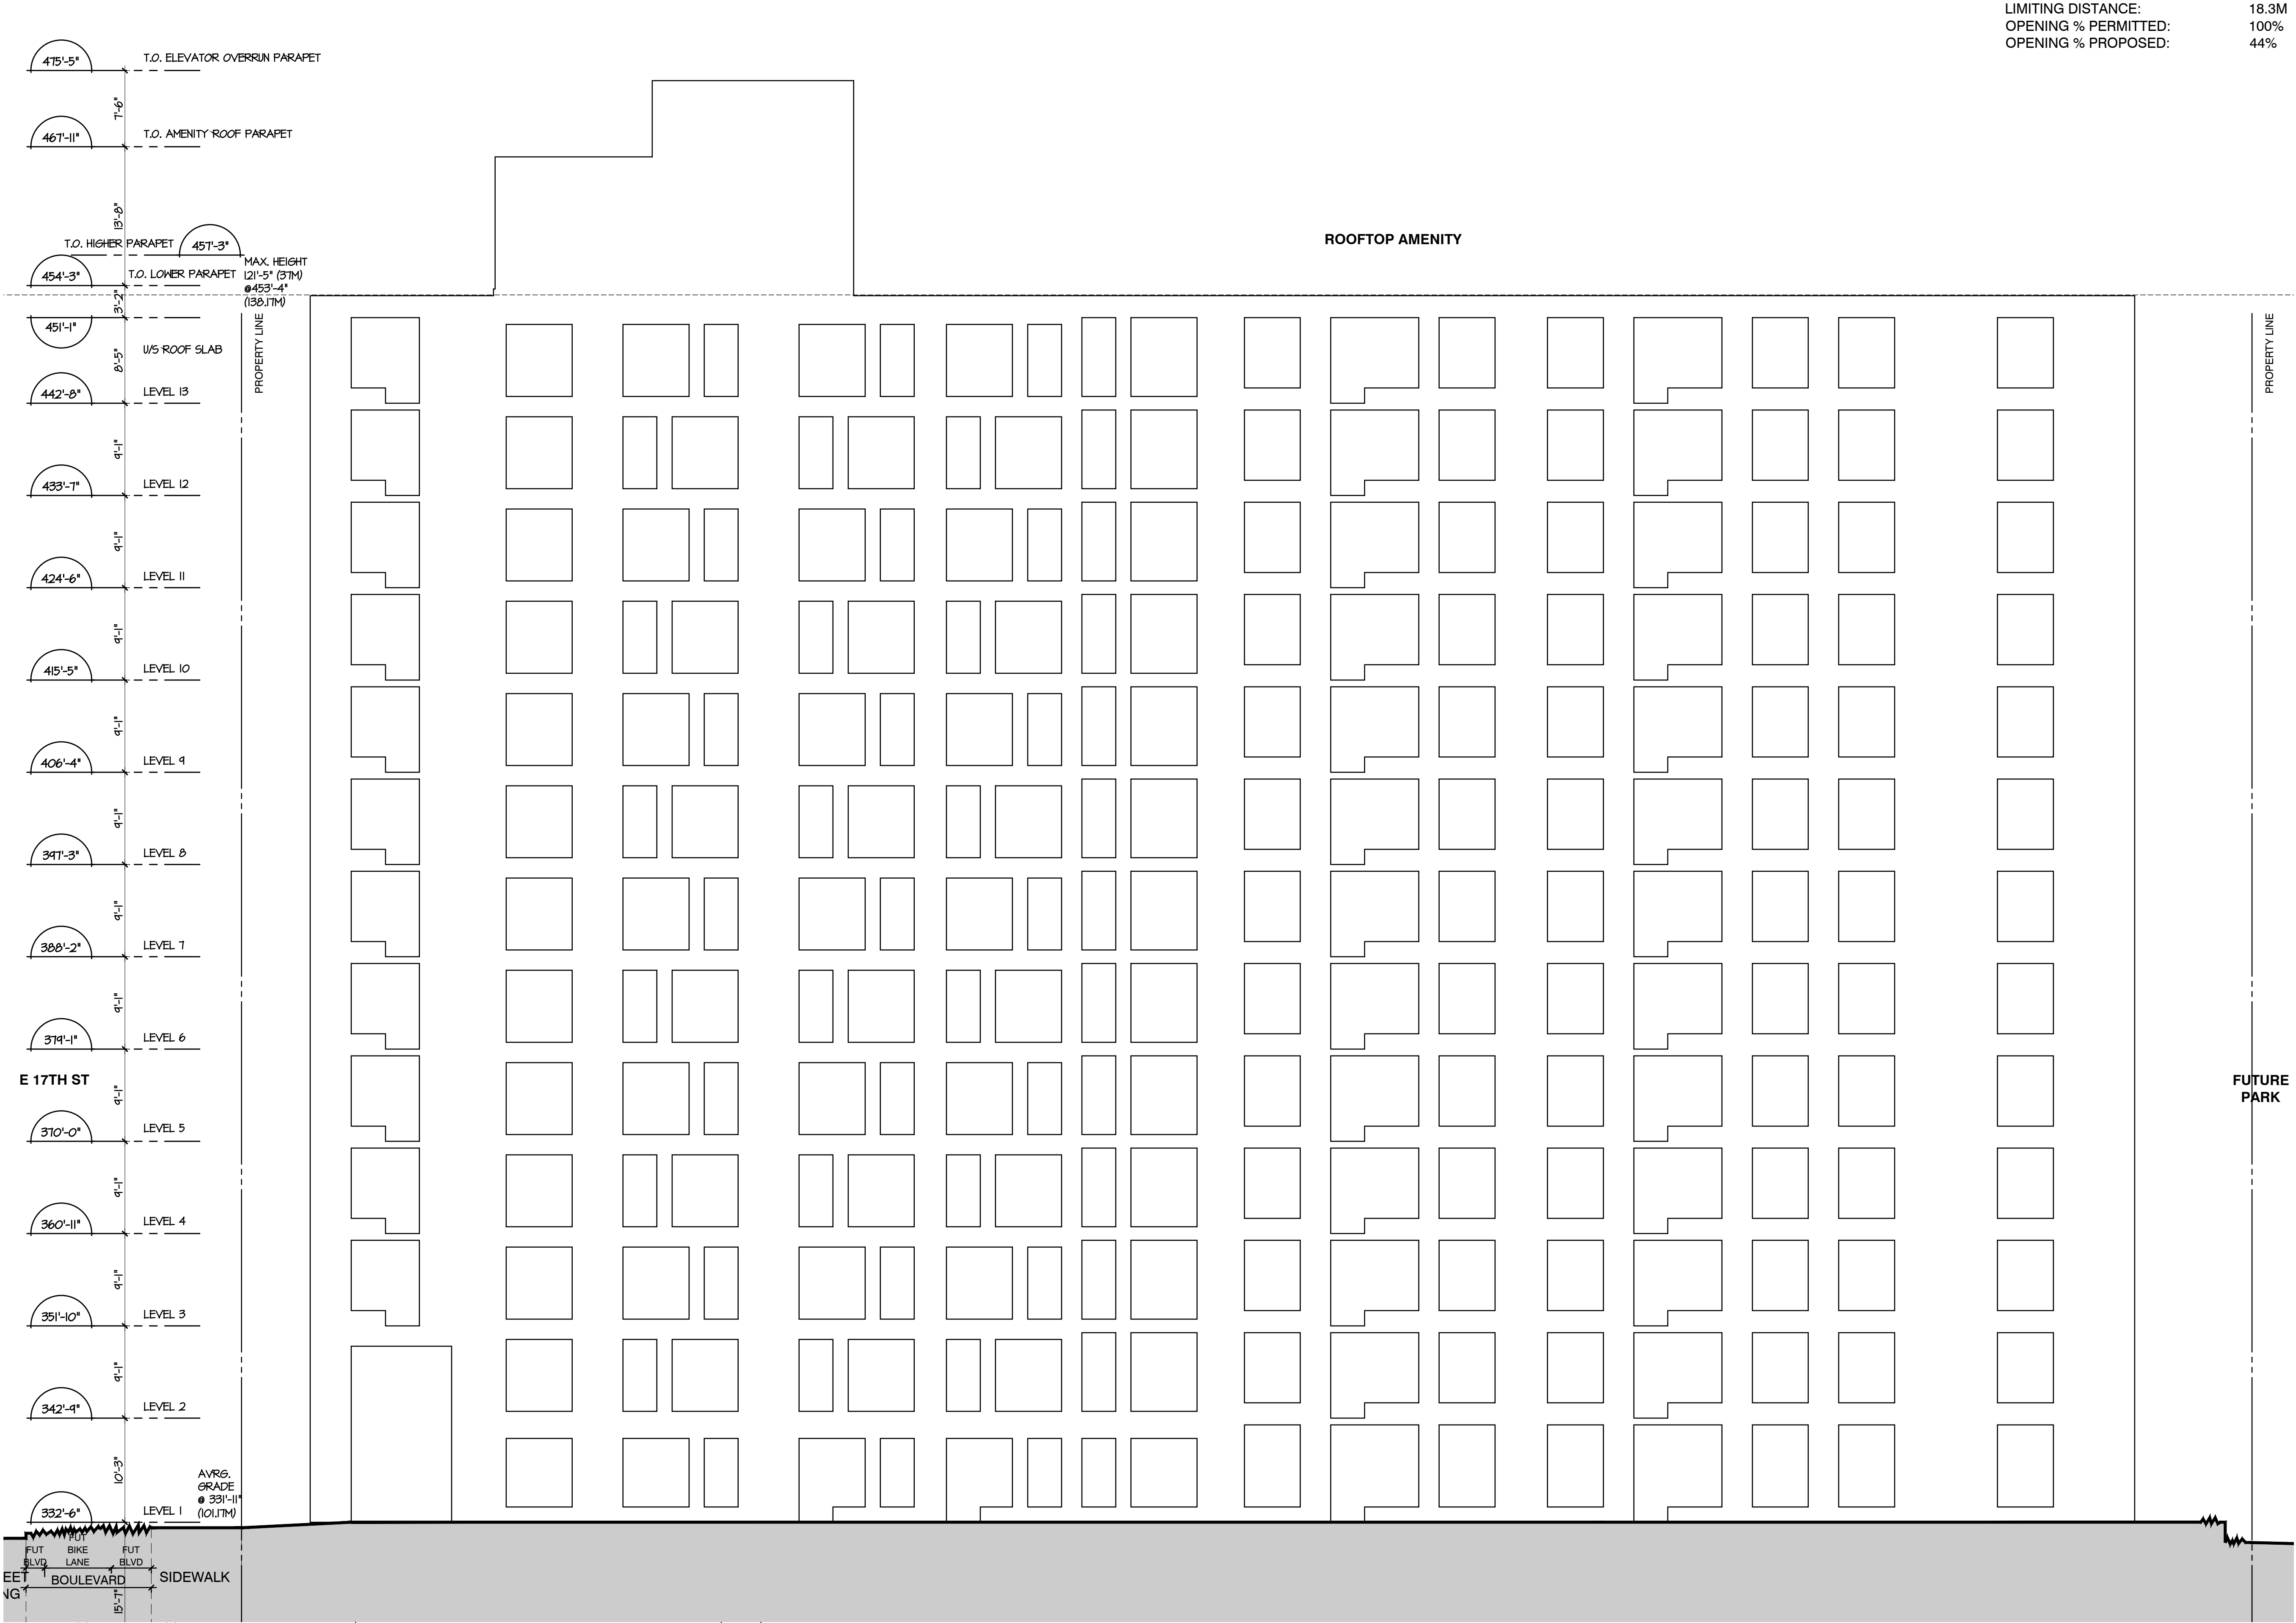 LIMITING DISTANCE: 18.3M
OPENING % PERMITTED: 100%
OPENING % PROPOSED: 44%
475'-5" T.O. ELEVATOR OVERRUN PARAPET
7'-6"
467'-11" T.O. AMENITY ROOF PARAPET
13'-8"
ROOFTOP AMENITY
T.O. HIGHER PARAPET 457'-3"
454'-3" T.O. LOWER PARAPET
MAX. HEIGHT
121'-5" (37M)
@453'-4"
(138.17M)
3'-2"
451'-1"
U/S ROOF SLAB
8'-5"
PROPERTY LINE
PROPERTY LINE
442'-8" LEVEL 13
9'-1"
433'-7" LEVEL 12
9'-1"
424'-6" LEVEL 11
9'-1"
415'-5" LEVEL 10
9'-1"
406'-4" LEVEL 9
9'-1"
397'-3" LEVEL 8
9'-1"
388'-2" LEVEL 7
9'-1"
379'-1" LEVEL 6
E 17TH ST
9'-1"
FUTURE
PARK
370'-0" LEVEL 5
9'-1"
360'-11" LEVEL 4
9'-1"
351'-10" LEVEL 3
9'-1"
342'-9" LEVEL 2
10'-3"
AVRG.
GRADE
@ 331'-11"
(101.17M)
332'-6" LEVEL 1
FUT
BLVD
FUT
BIKE
LANE
FUT
BLVD
EET
NG
BOULEVARD
SIDEWALK
15'-7"